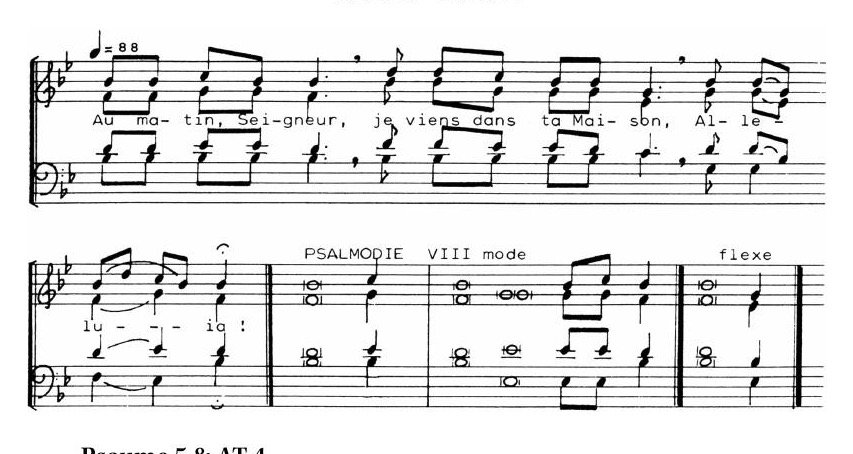 ♩=88
Au ma- tin, Sei-gneur, je viens dans ta Mai- son, Al- le -
PSALMODIE VIII mode flexe
lu - - - ia !